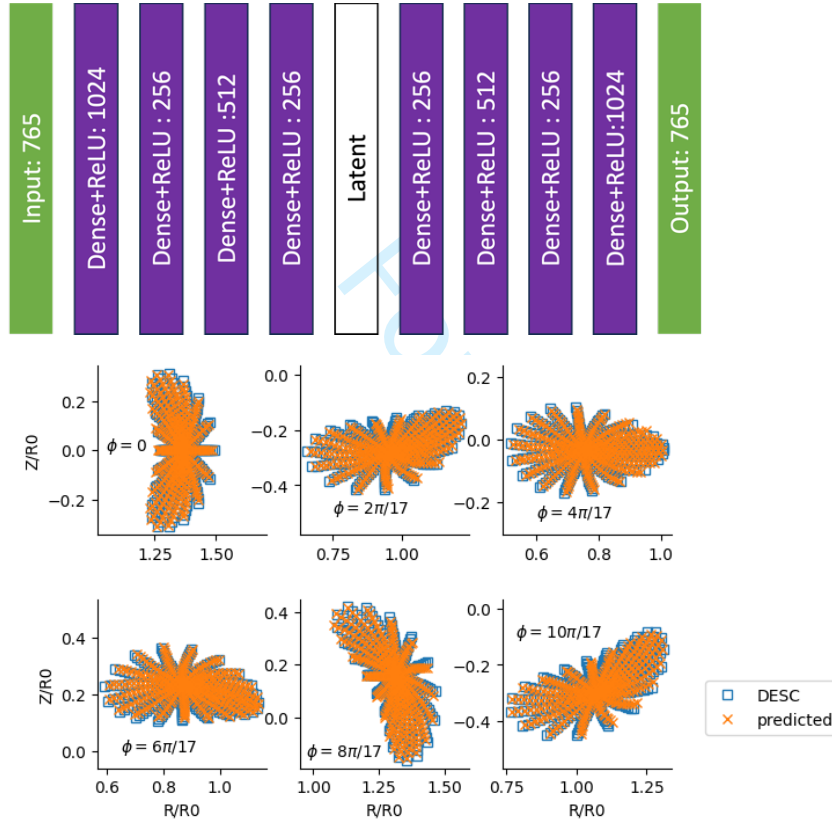 Input: 765
Dense+ReLU: 1024
Dense+ReLU : 256
Dense+ReLU :512
Dense+ReLU : 256
Latent
Dense+ReLU : 256
Dense+ReLU : 512
Dense+ReLU : 256
Dense+ReLU:1024
Output: 765
Z/R0
0.2
0.0
−0.2
ϕ = 0
1.25 1.50
0.0
−0.2
−0.4
ϕ = 2π/17
0.75 1.00
0.2
0.0
−0.2
ϕ = 4π/17
0.6 0.8 1.0
Z/R0
0.4
0.2
0.0
ϕ = 6π/17
0.6 0.8 1.0
R/R0
0.4
0.2
0.0
ϕ = 8π/17
1.00 1.25 1.50
R/R0
0.0
−0.2
−0.4
ϕ = 10π/17
0.75 1.00 1.25
R/R0
DESC
predicted